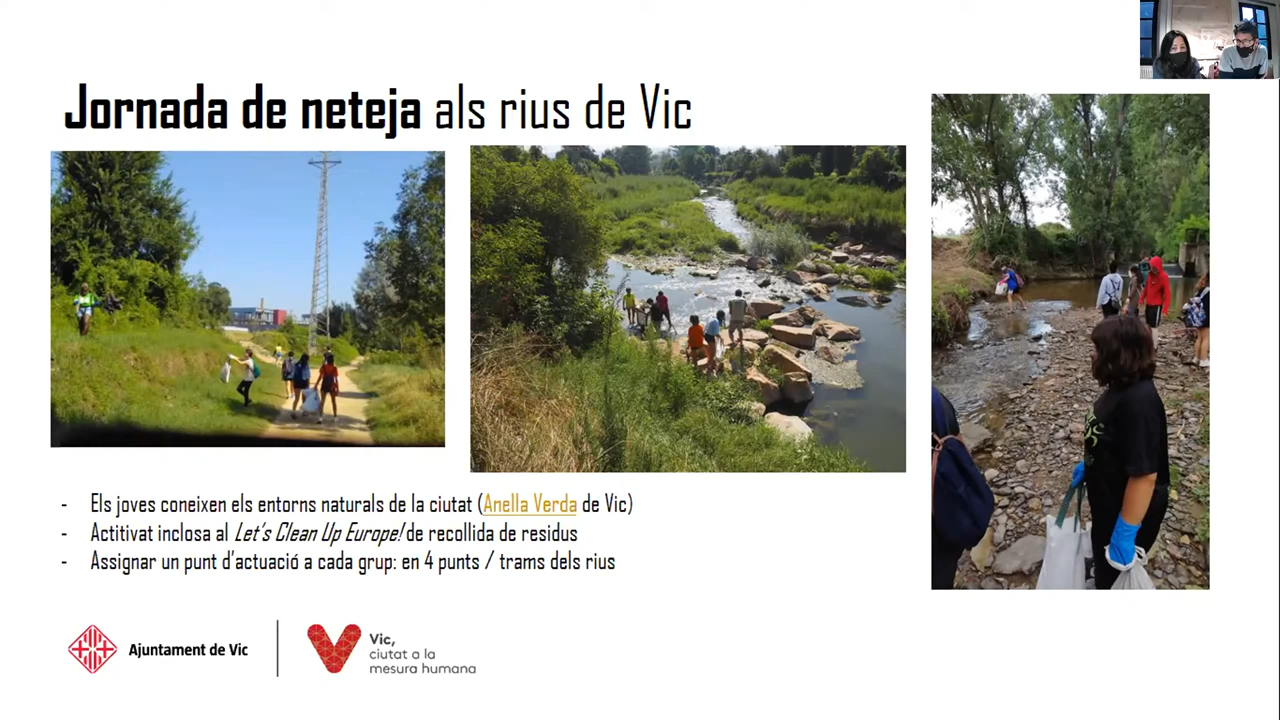 Jornada de neteja als rius de Vic
- Els joves coneixen els entorns naturals de la ciutat (Anella Verda de Vic)
- Actitivat inclosa al Let's Clean Up Europe! de recollida de residus
- Assignar un punt d'actuació a cada grup: en 4 punts / trams dels rius
Ajuntament de Vic
Vic,
ciutat a la
mesura humana